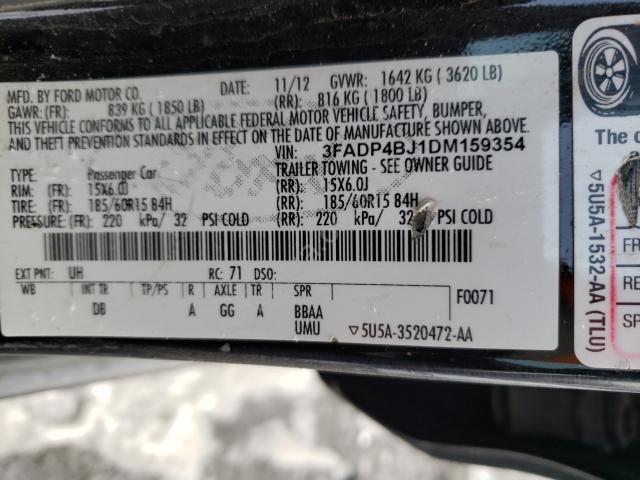 MFD. BY FORD MOTOR CO. DATE: 11/12 GVWR: 1642 KG ( 3620 LB)
GAWR: (FR): 839 KG ( 1850 LB) (RR): 816 KG ( 1800 LB)
THIS VEHICLE CONFORMS TO ALL APPLICABLE FEDERAL MOTOR VEHICLE SAFETY, BUMPER,
AND THEFT PREVENTION STANDARDS IN EFFECT ON THE DATE OF MANUFACTURE SHOWN ABOVE.
VIN: 3FADP4BJ1DM159354
TYPE: Passenger Car TRAILER TOWING - SEE OWNER GUIDE
RIM: (FR): 15X6.0J (RR): 15X6.0J
TIRE: (FR): 185/60R15 84H (RR): 185/60R15 84H
PRESSURE: (FR): 220 kPa/ 32 PSI COLD (RR): 220 kPa/ 32 PSI COLD
EXT PNT: UH RC: 71 DSO:
WB INT TR TP/PS R AXLE TR SPR F0071
DB A GG A BBAA
UMU ▽5U5A-3520472-AA
The
▽5U5A-1532-AA (TLU)
FR
RE
SP